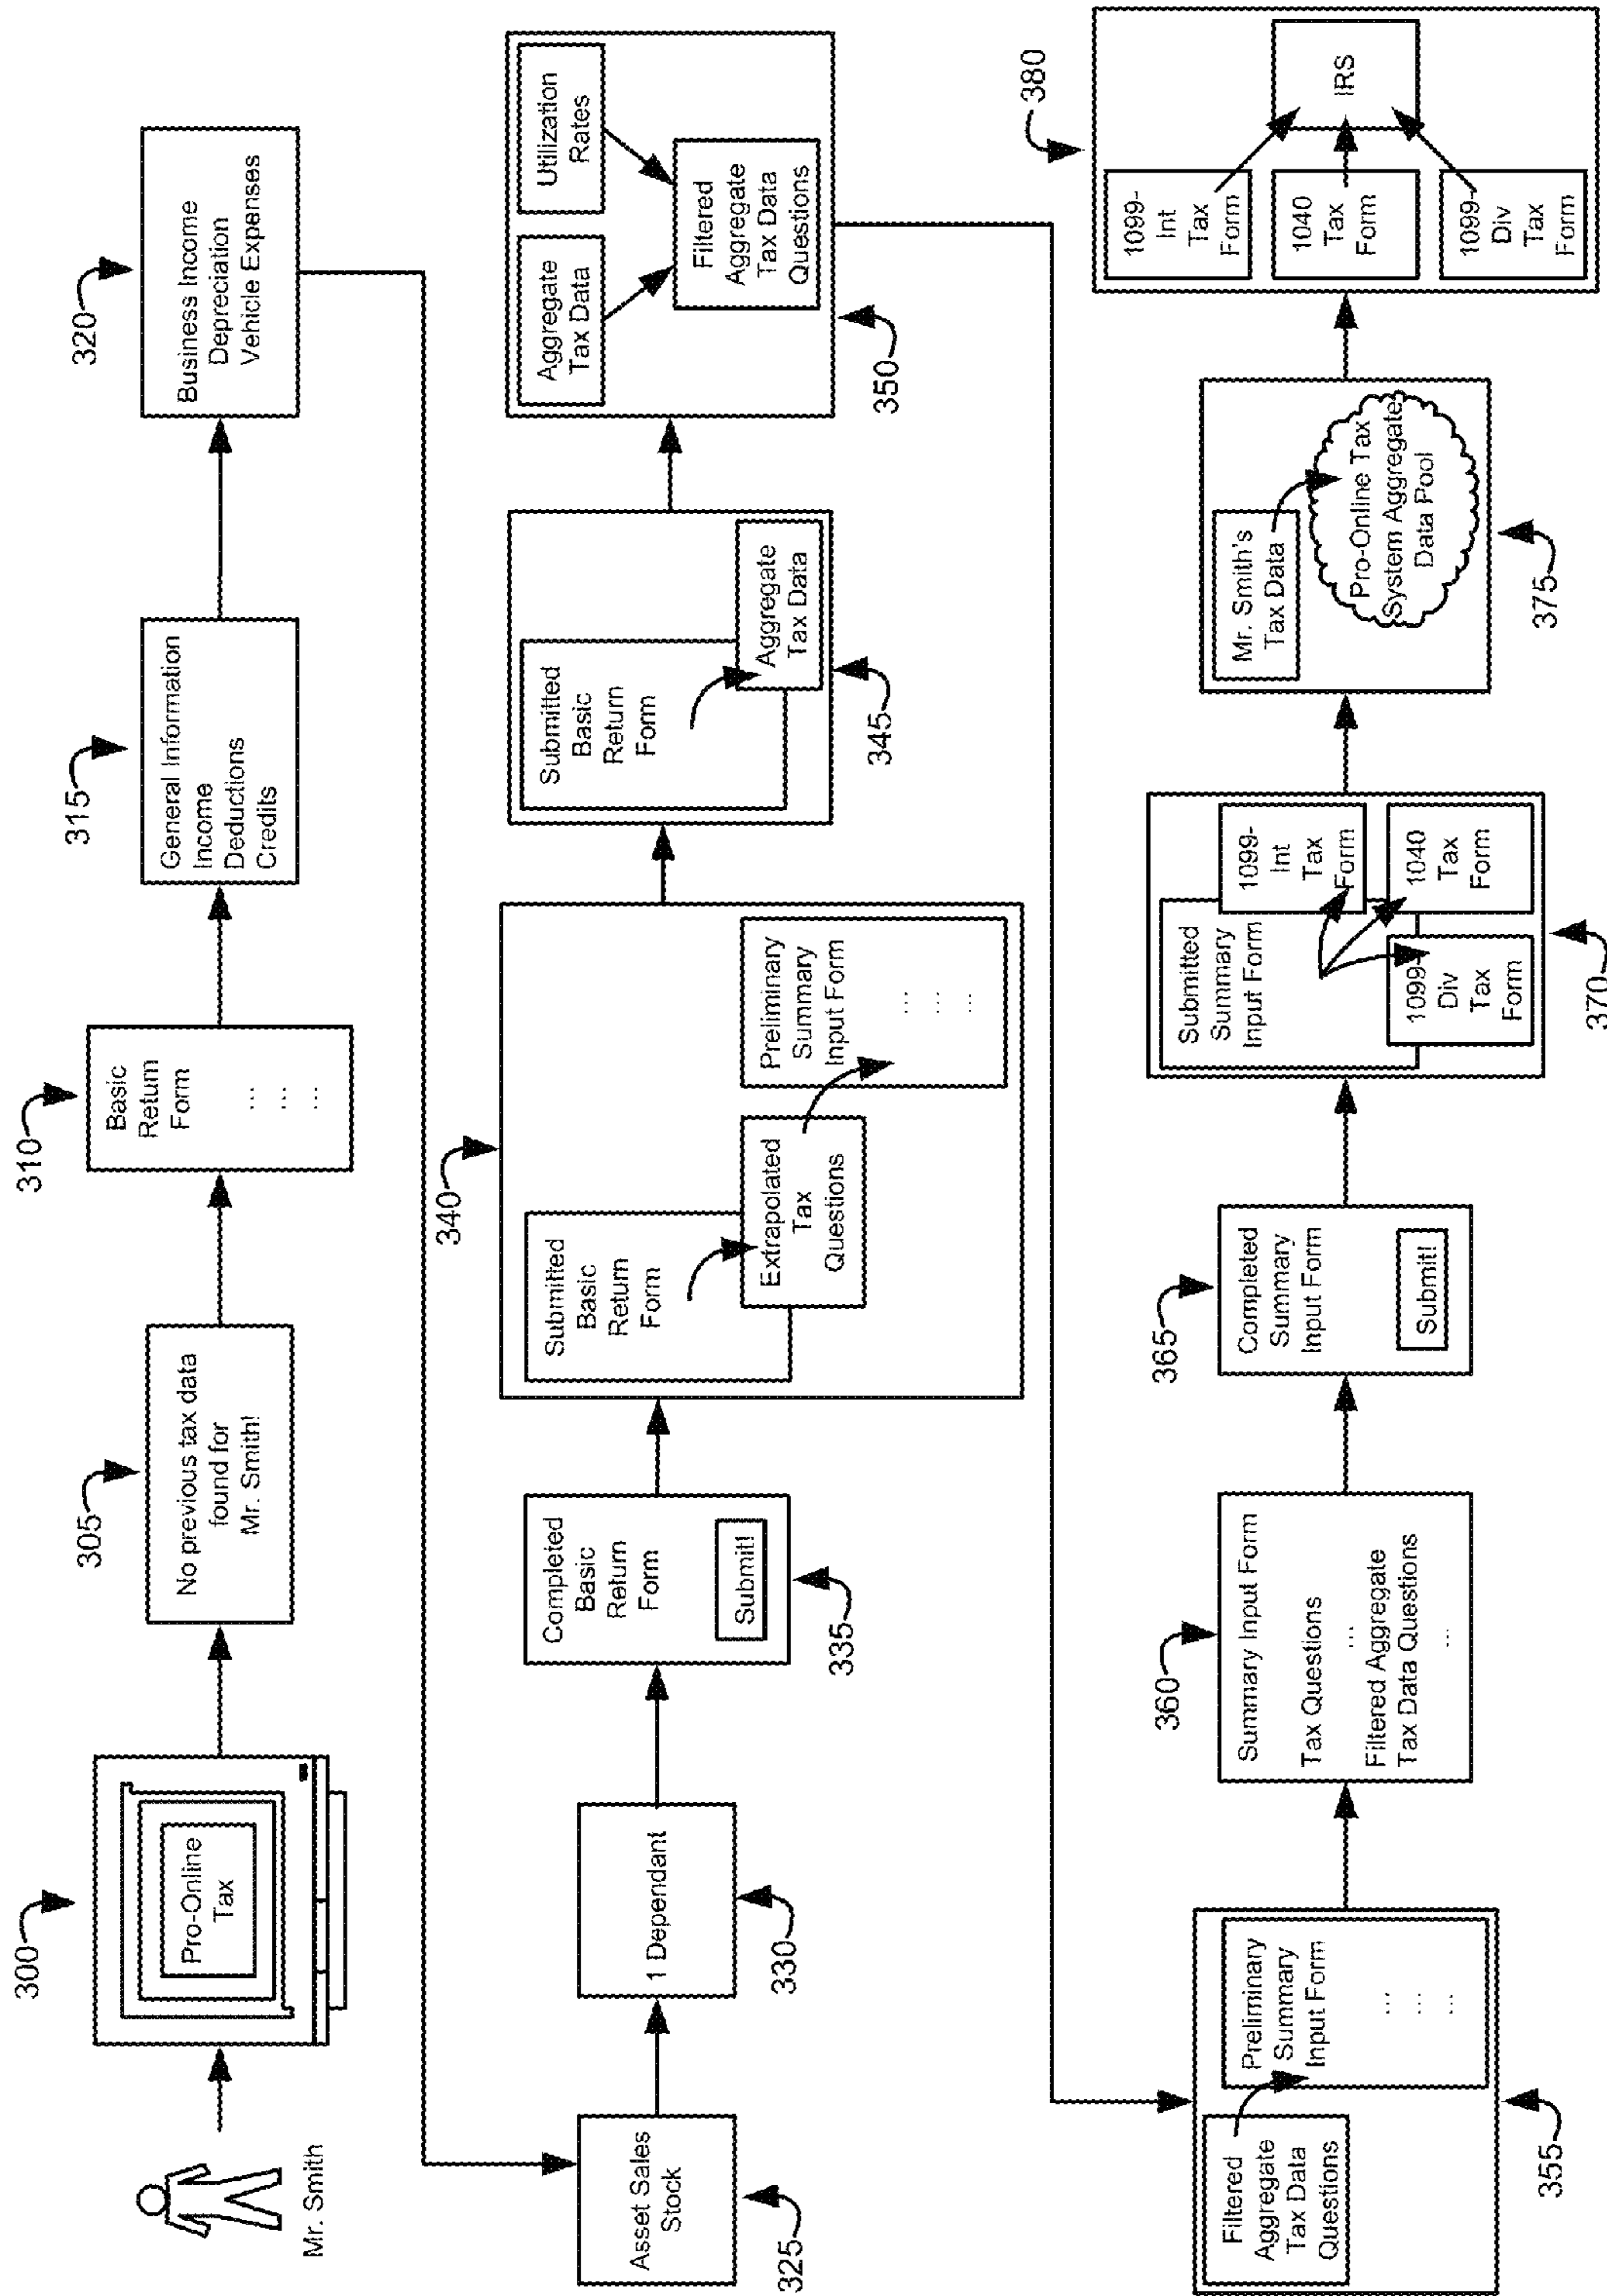 Mr. Smith
300
Pro-Online
Tax
305
No previous tax data
found for
Mr. Smith!
310
Basic
Return
Form
...
...
...
315
General Information
Income
Deductions
Credits
320
Business Income
Depreciation
Vehicle Expenses
Asset Sales
Stock
325
1 Dependant
330
Completed
Basic
Return
Form
Submit!
335
340
Submitted
Basic
Return
Form
Extrapolated
Tax
Questions
Preliminary
Summary
Input Form
...
...
...
Submitted
Basic
Return
Form
Aggregate
Tax Data
345
Aggregate
Tax Data
Utilization
Rates
Filtered
Aggregate
Tax Data
Questions
350
Filtered
Aggregate
Tax Data
Questions
Preliminary
Summary
Input Form
...
...
...
355
360
Summary Input Form
Tax Questions
...
Filtered Aggregate
Tax Data Questions
...
365
Completed
Summary
Input Form
Submit!
Submitted
Summary
Input Form
1099-
Int
Tax
Form
1099-
Div
Tax
Form
1040
Tax
Form
370
Mr. Smith's
Tax Data
Pro-Online Tax
System Aggregate
Data Pool
375
380
1099-
Int
Tax
Form
1040
Tax
Form
1099-
Div
Tax
Form
IRS